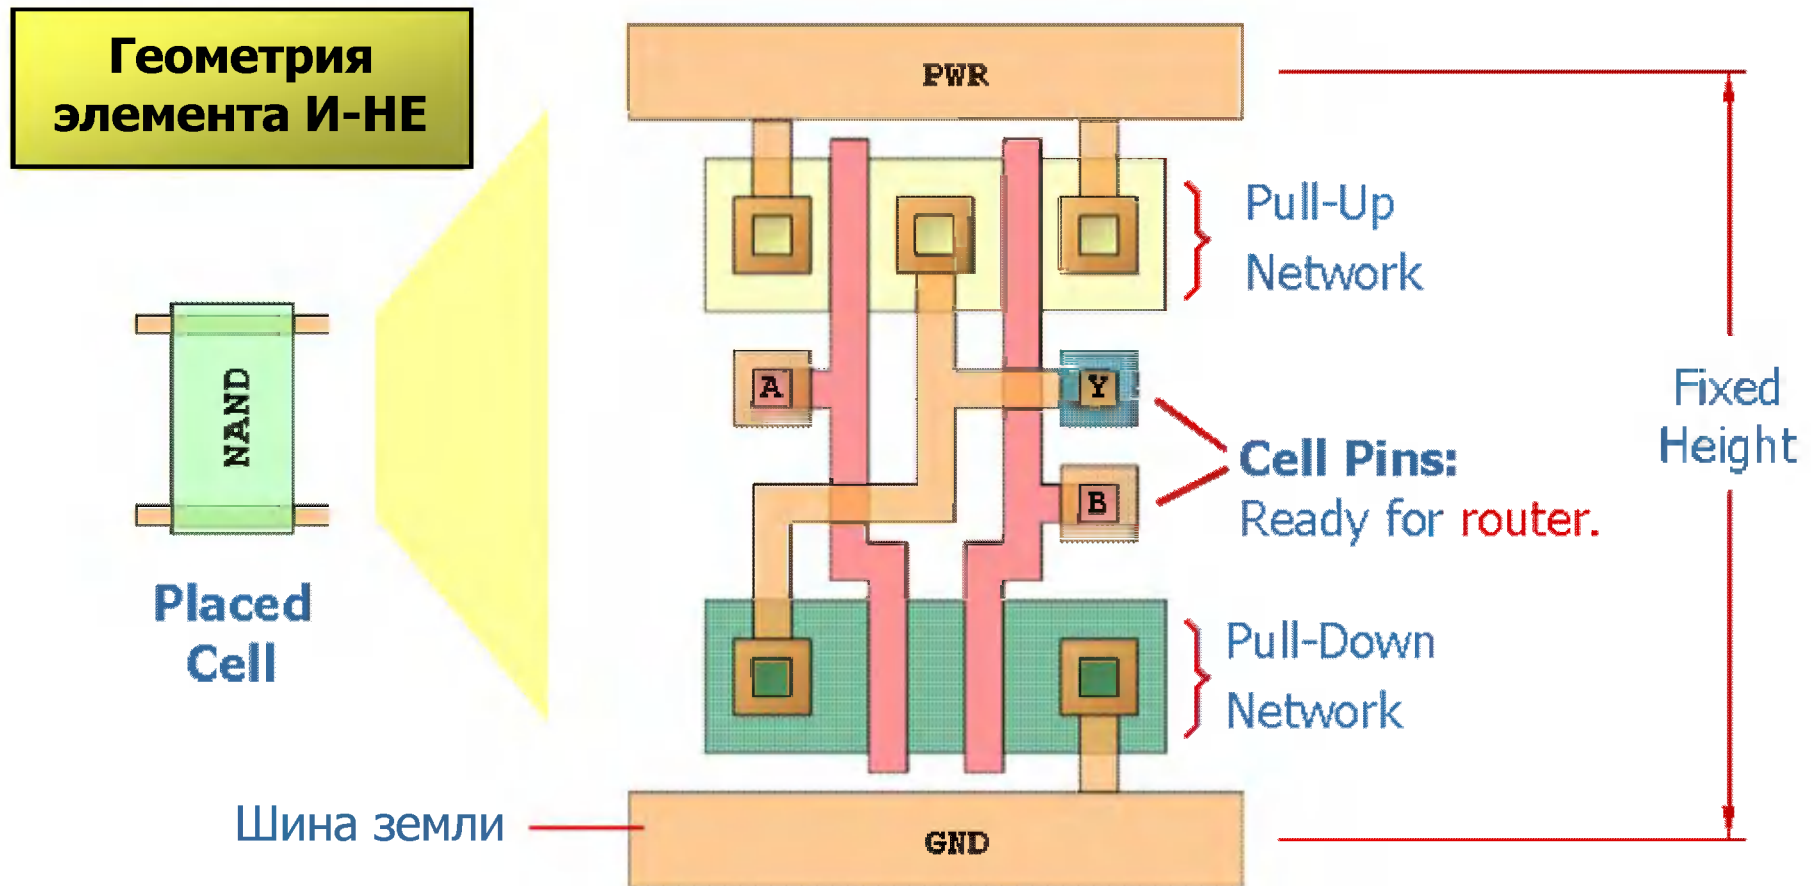 Геометрия
элемента И-НЕ
PWR
Pull-Up
Network
NAND
A
Y
B
Cell Pins:
Ready for router.
Fixed
Height
Placed
Cell
Pull-Down
Network
Шина земли
GND